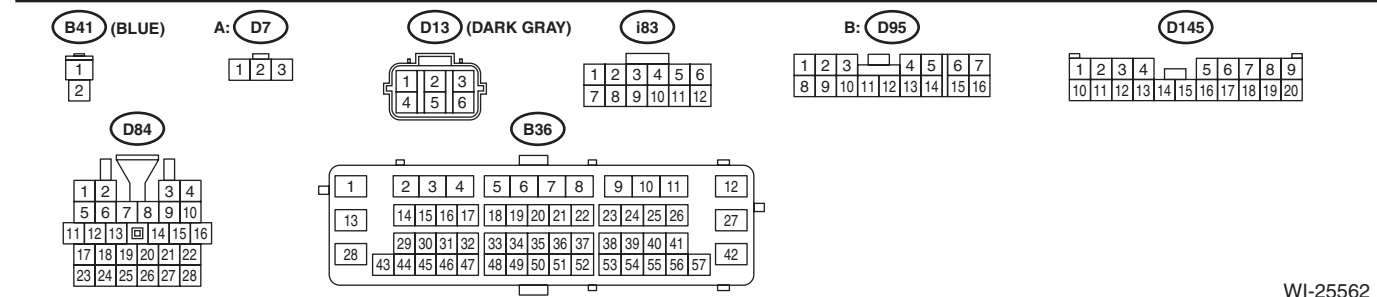 B41 (BLUE) A: D7 D13 (DARK GRAY) i83 B: D95 D145
1
2
1 2 3
1 2 3
4 5 6
1 2 3 4 5 6
7 8 9 10 11 12
1 2 3 4 5 6 7
8 9 10 11 12 13 14 15 16
1 2 3 4 5 6 7 8 9
10 11 12 13 14 15 16 17 18 19 20
D84 B36
1 2 3 4
5 6 7 8 9 10
11 12 13 14 15 16
17 18 19 20 21 22
23 24 25 26 27 28
1 2 3 4 5 6 7 8 9 10 11 12
13 14 15 16 17 18 19 20 21 22 23 24 25 26 27
28 29 30 31 32 33 34 35 36 37 38 39 40 41 42
43 44 45 46 47 48 49 50 51 52 53 54 55 56 57
WI-25562